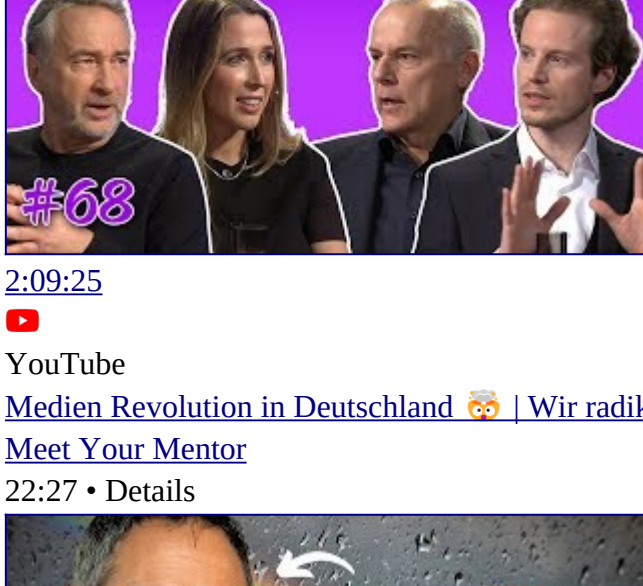 #68
2:09:25
YouTube
Medien Revolution in Deutschland 🤯 | Wir radik
Meet Your Mentor
22:27 • Details